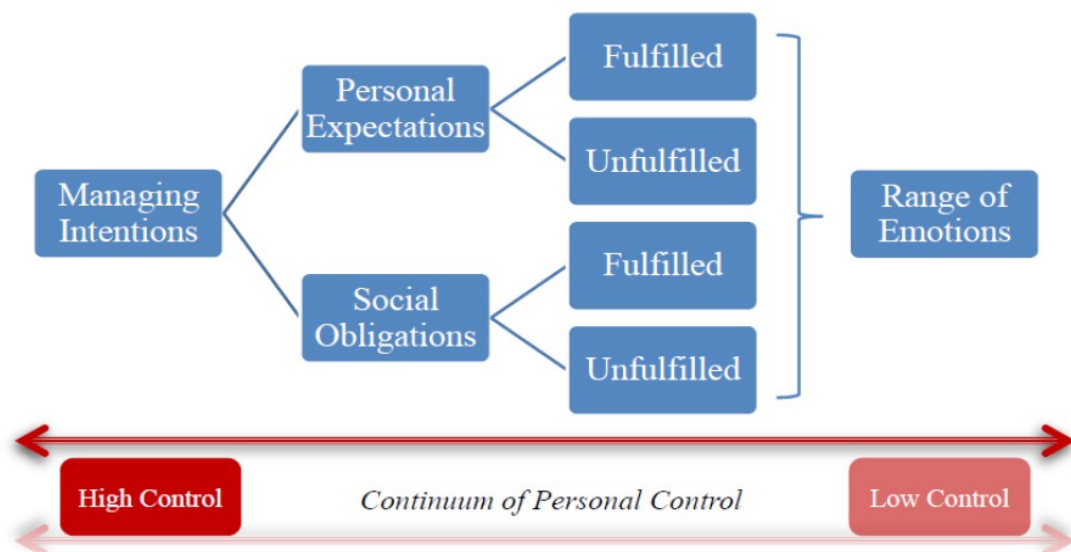 Personal
Expectations
Fulfilled
Unfulfilled
Managing
Intentions
Range of
Emotions
Social
Obligations
Fulfilled
Unfulfilled
High Control
Continuum of Personal Control
Low Control